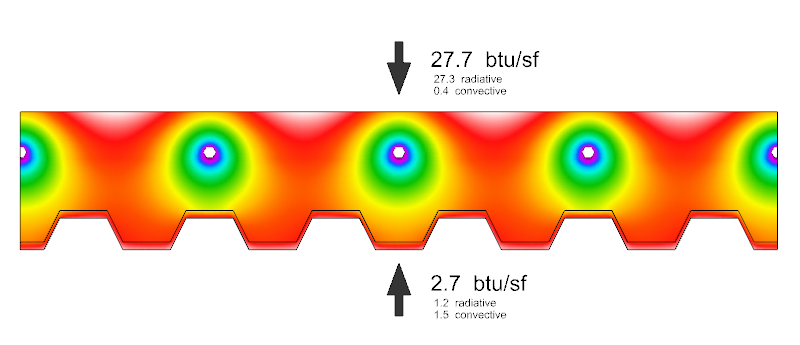 27.7 btu/sf
27.3 radiative
0.4 convective
2.7 btu/sf
1.2 radiative
1.5 convective